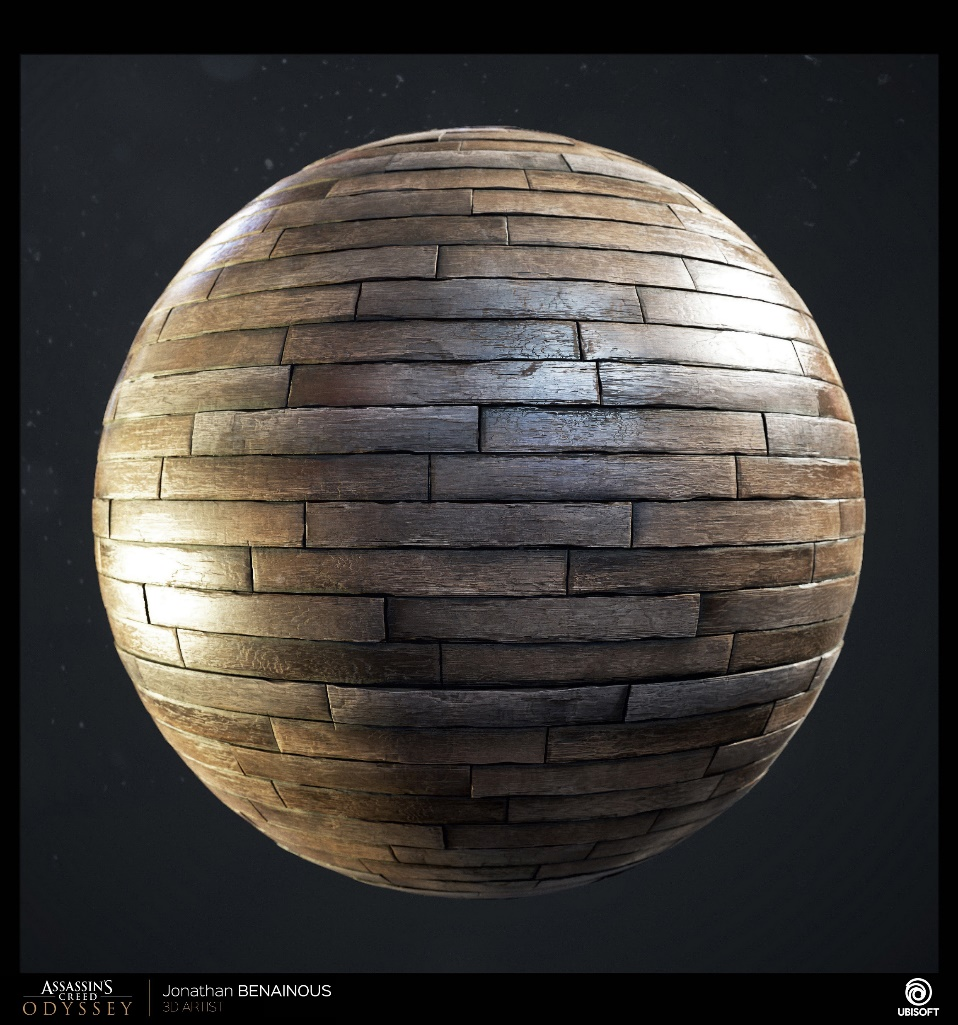 ASSASSIN'S
CREED
ODYSSEY
Jonathan BENAINOUS
3D ARTIST
UBISOFT